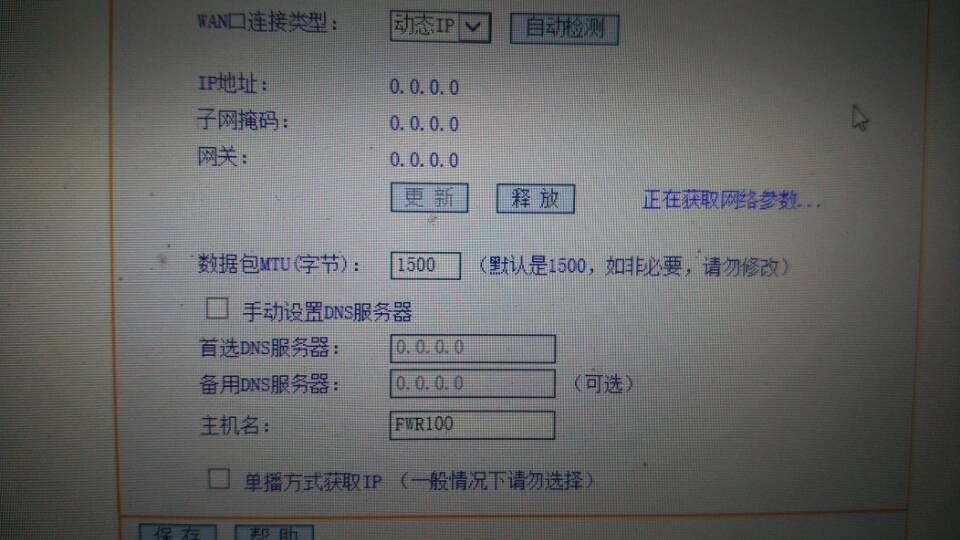 WAN口连接类型: 动态IP 自动检测
IP地址: 0.0.0.0
子网掩码: 0.0.0.0
网关: 0.0.0.0
更新 释放 正在获取网络参数...
数据包MTU(字节): 1500 (默认是1500，如非必要，请勿修改)
手动设置DNS服务器
首选DNS服务器: 0.0.0.0
备用DNS服务器: 0.0.0.0 (可选)
主机名: FWR100
单播方式获取IP (一般情况下请勿选择)
保存 帮助